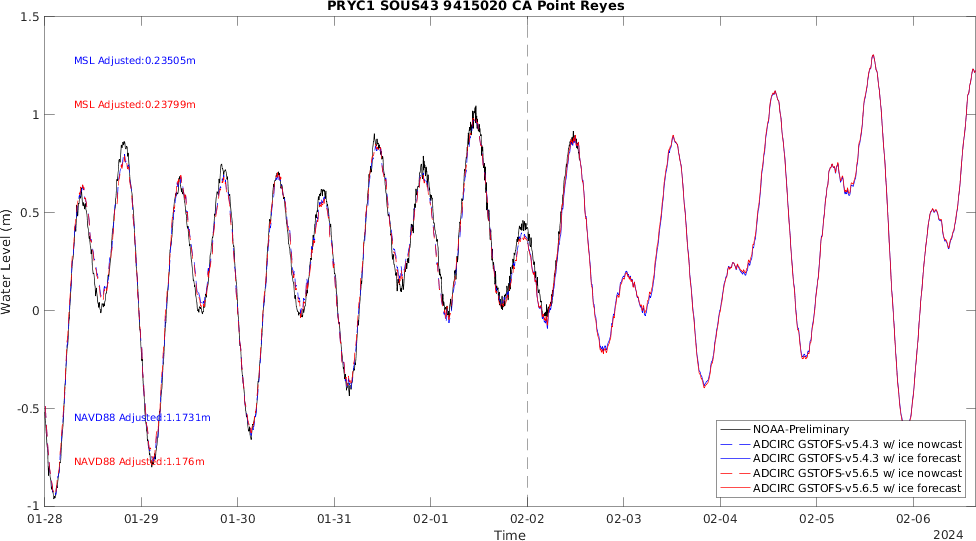 PRYC1 SOUS43 9415020 CA Point Reyes
1.5
MSL Adjusted:0.23505m
MSL Adjusted:0.23799m
1
0.5
Water Level (m)
0
-0.5
NAVD88 Adjusted:1.1731m
NAVD88 Adjusted:1.176m
NOAA-Preliminary
ADCIRC GSTOFS-v5.4.3 w/ ice nowcast
ADCIRC GSTOFS-v5.4.3 w/ ice forecast
ADCIRC GSTOFS-v5.6.5 w/ ice nowcast
ADCIRC GSTOFS-v5.6.5 w/ ice forecast
-1
01-28 01-29 01-30 01-31 02-01 02-02 02-03 02-04 02-05 02-06
Time
2024